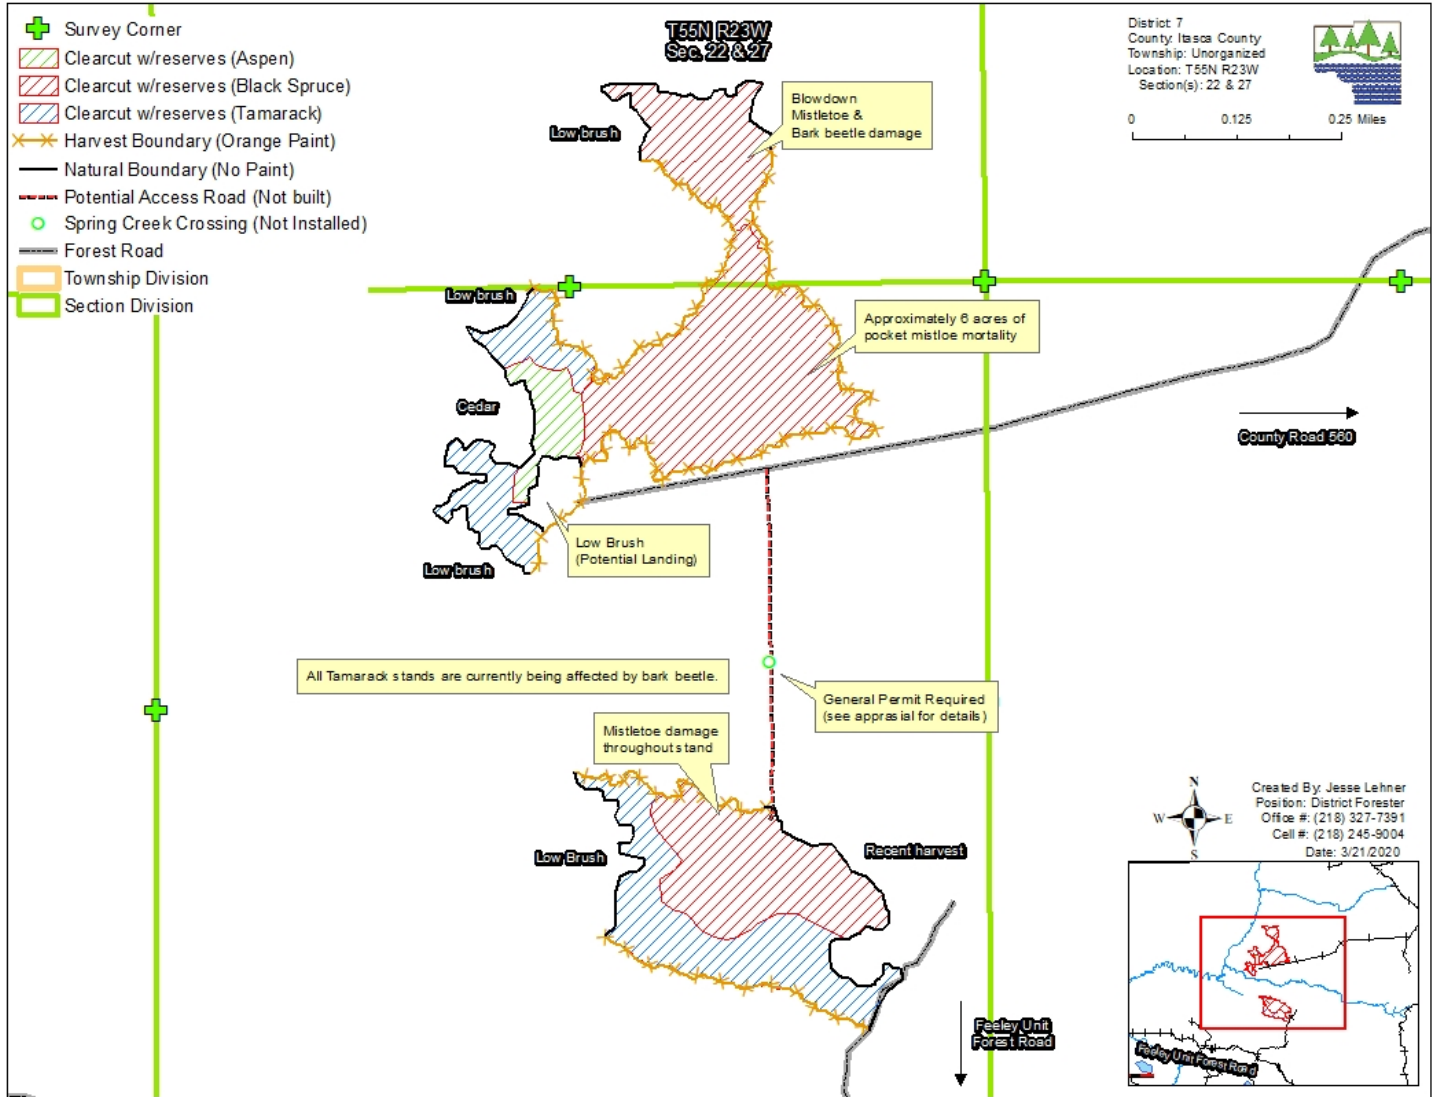 Survey Corner
Clearcut w/reserves (Aspen)
Clearcut w/reserves (Black Spruce)
Clearcut w/reserves (Tamarack)
Harvest Boundary (Orange Paint)
Natural Boundary (No Paint)
Potential Access Road (Not built)
Spring Creek Crossing (Not Installed)
Forest Road
Township Division
Section Division
T55N R23W
Sec. 22 & 27
District: 7
County: Itasca County
Township: Unorganized
Location: T55N R23W
Section(s): 22 & 27
0 0.125 0.25 Miles
Blowdown
Mistletoe &
Bark beetle damage
Low brush
Low brush
Approximately 6 acres of
pocket mistloe mortality
Cedar
County Road 560
Low Brush
(Potential Landing)
Low brush
All Tamarack stands are currently being affected by bark beetle.
General Permit Required
(see apprasial for details)
Mistletoe damage
throughout stand
Low Brush
Recent harvest
N
W E
S
Created By: Jesse Lehner
Position: District Forester
Office #: (218) 327-7391
Cell #: (218) 245-9004
Date: 3/21/2020
Feeley Unit
Forest Road
Feeley Unit Forest Road